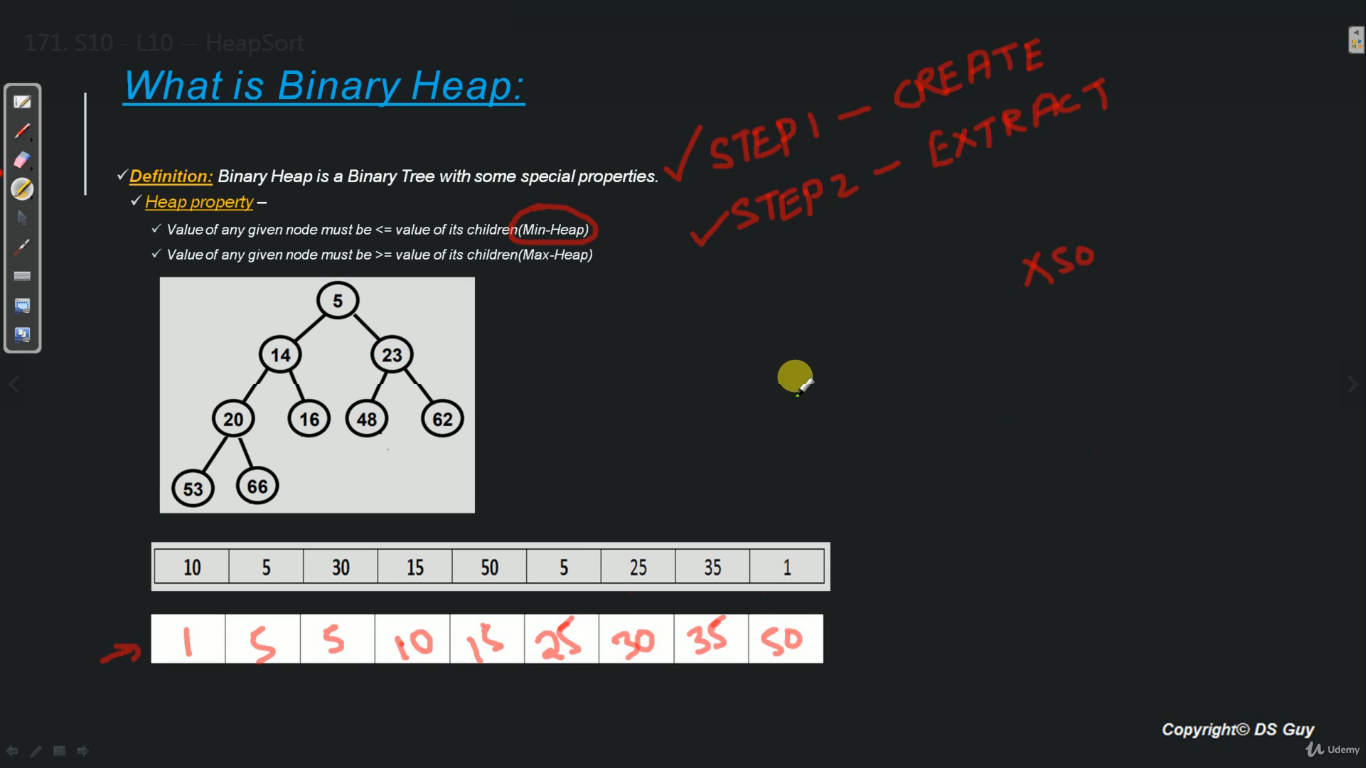 171. S10 - L10 -- HeapSort
What is Binary Heap:
STEP1 - CREATE
STEP2 - EXTRACT
✓Definition: Binary Heap is a Binary Tree with some special properties.
✓Heap property –
✓ Value of any given node must be <= value of its children(Min-Heap)
✓ Value of any given node must be >= value of its children(Max-Heap)
X50
5
14 23
20 16 48 62
53 66
10 5 30 15 50 5 25 35 1
1 5 5 10 15 25 30 35 50
Copyright© DS Guy
Udemy